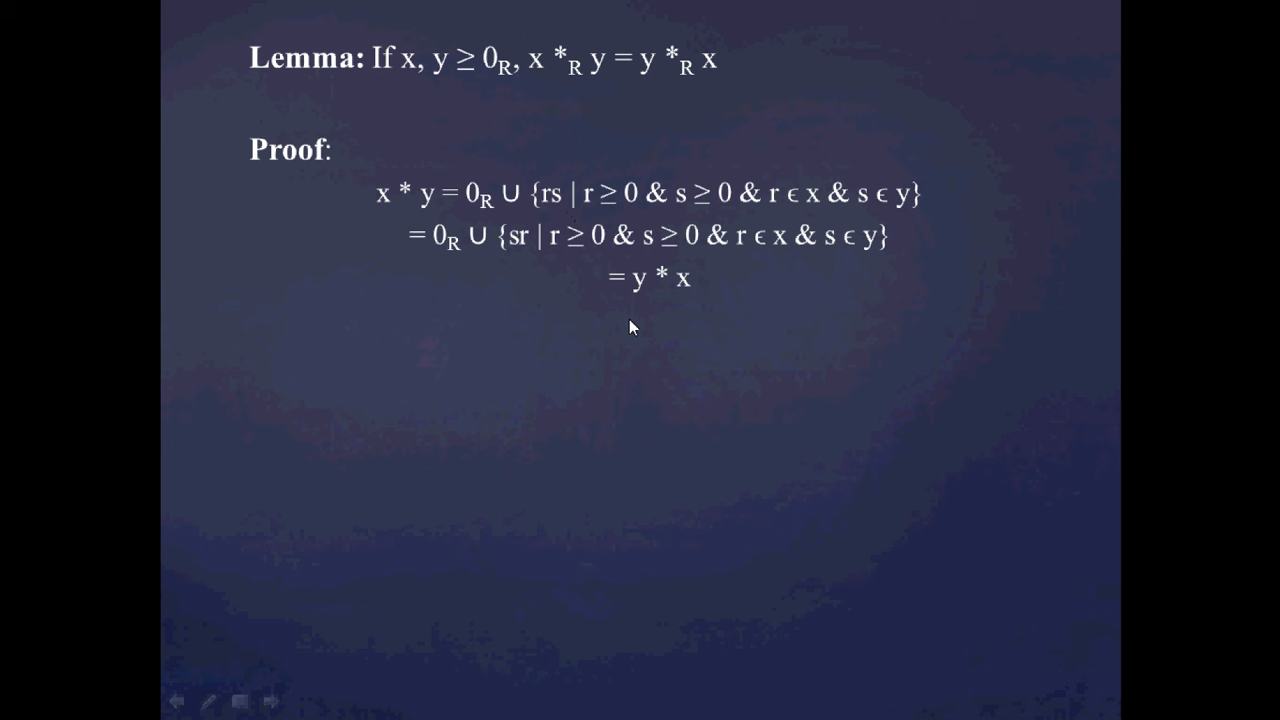 Lemma: If x, y ≥ 0R, x *R y = y *R x
Proof:
x * y = 0R ∪ {rs | r ≥ 0 & s ≥ 0 & r ϵ x & s ϵ y}
= 0R ∪ {sr | r ≥ 0 & s ≥ 0 & r ϵ x & s ϵ y}
= y * x